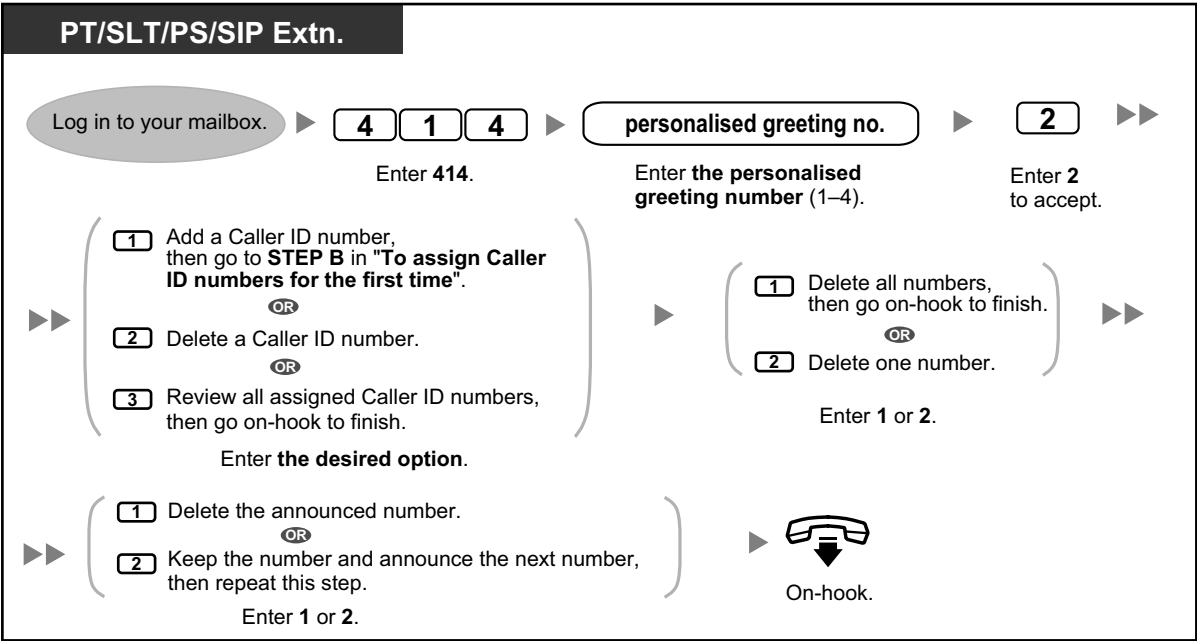 PT/SLT/PS/SIP Extn.
Log in to your mailbox.
4 1 4
personalised greeting no.
2
Enter 414.
Enter the personalised
greeting number (1–4).
Enter 2
to accept.
1 Add a Caller ID number,
then go to STEP B in "To assign Caller
ID numbers for the first time".
OR
2 Delete a Caller ID number.
OR
3 Review all assigned Caller ID numbers,
then go on-hook to finish.
Enter the desired option.
1 Delete all numbers,
then go on-hook to finish.
OR
2 Delete one number.
Enter 1 or 2.
1 Delete the announced number.
OR
2 Keep the number and announce the next number,
then repeat this step.
Enter 1 or 2.
On-hook.